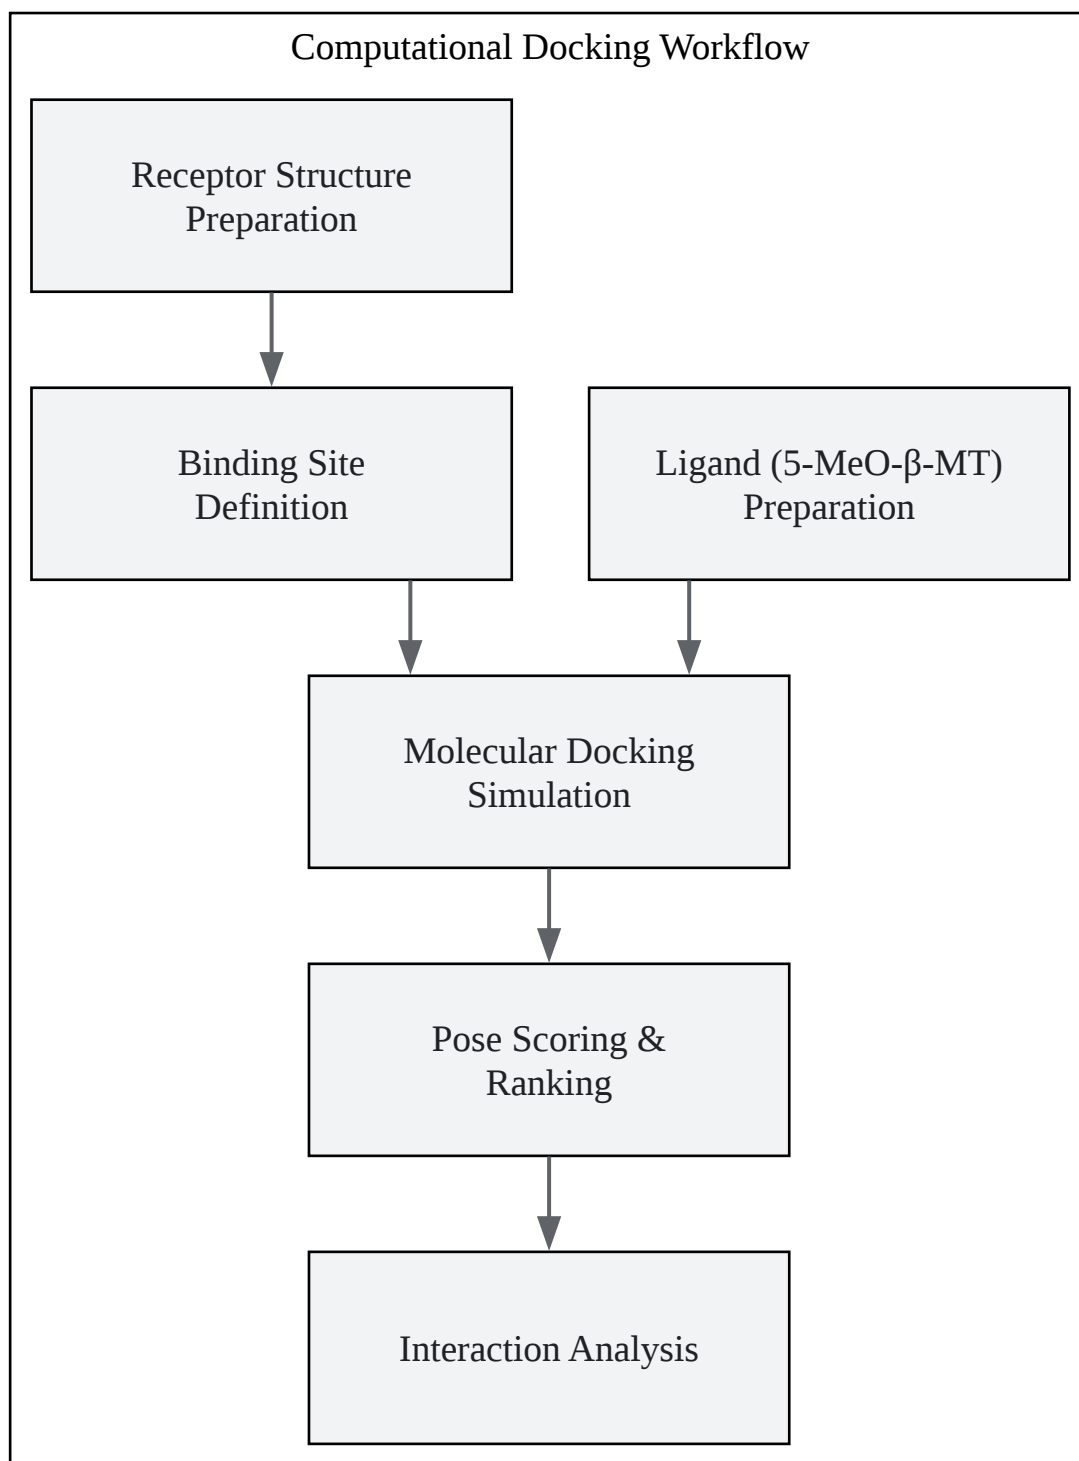 Computational Docking Workflow
Receptor Structure
Preparation
Binding Site
Definition
Ligand (5-MeO-β-MT)
Preparation
Molecular Docking
Simulation
Pose Scoring &
Ranking
Interaction Analysis